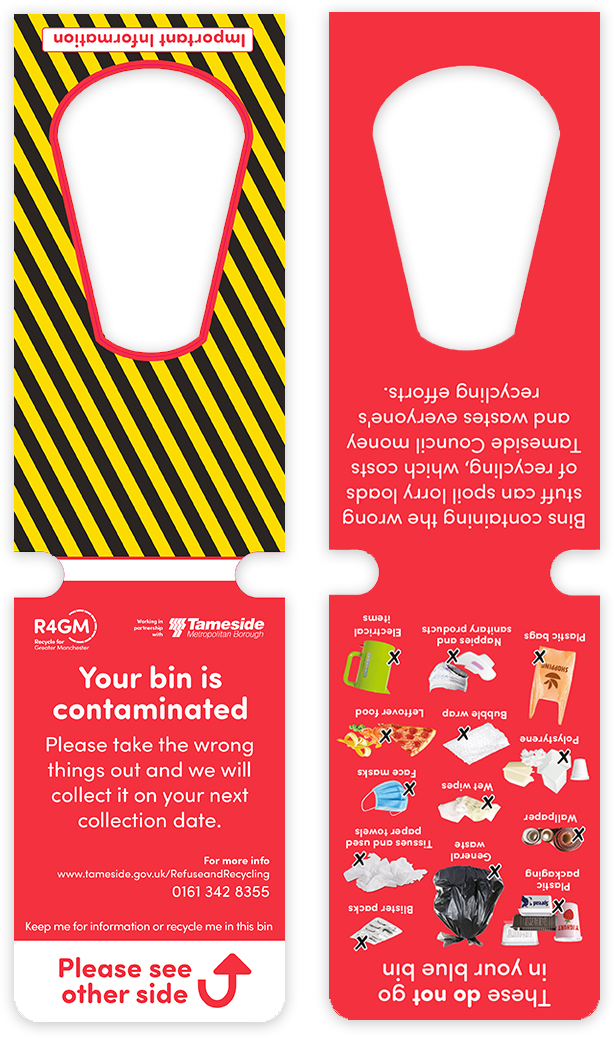 Important Information
R4GM
Recycle for
Greater Manchester
Working in
partnership
with
Tameside
Metropolitan Borough
Your bin is
contaminated
Please take the wrong
things out and we will
collect it on your next
collection date.
For more info
www.tameside.gov.uk/RefuseandRecycling
0161 342 8355
Keep me for information or recycle me in this bin
Please see
other side
These do not go
in your blue bin
Plastic
packaging
YOGHURT
Spread
General
waste
Blister packs
Wallpaper
Wet wipes
Tissues and used
paper towels
Polystyrene
Bubble wrap
Face masks
Plastic bags
SHOPPING
Nappies and
sanitary products
Leftover food
Electrical
items
Bins containing the wrong
stuff can spoil lorry loads
of recycling, which costs
Tameside Council money
and wastes everyone's
recycling efforts.